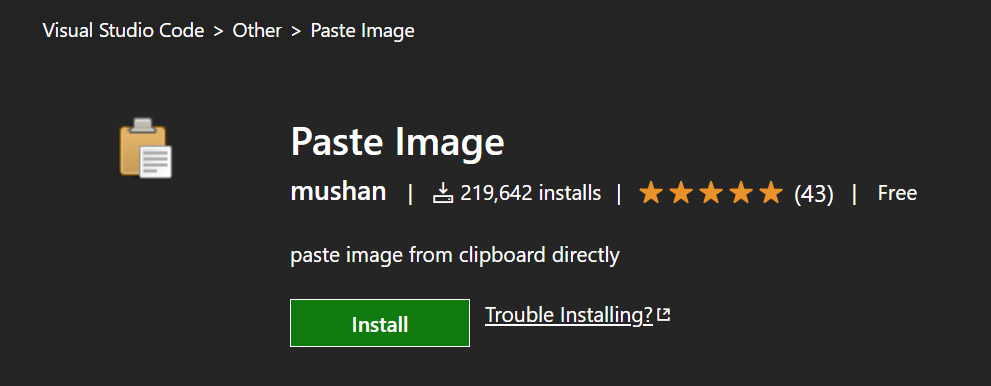 Visual Studio Code > Other > Paste Image
Paste Image
mushan | 219,642 installs | (43) | Free
paste image from clipboard directly
Install Trouble Installing?